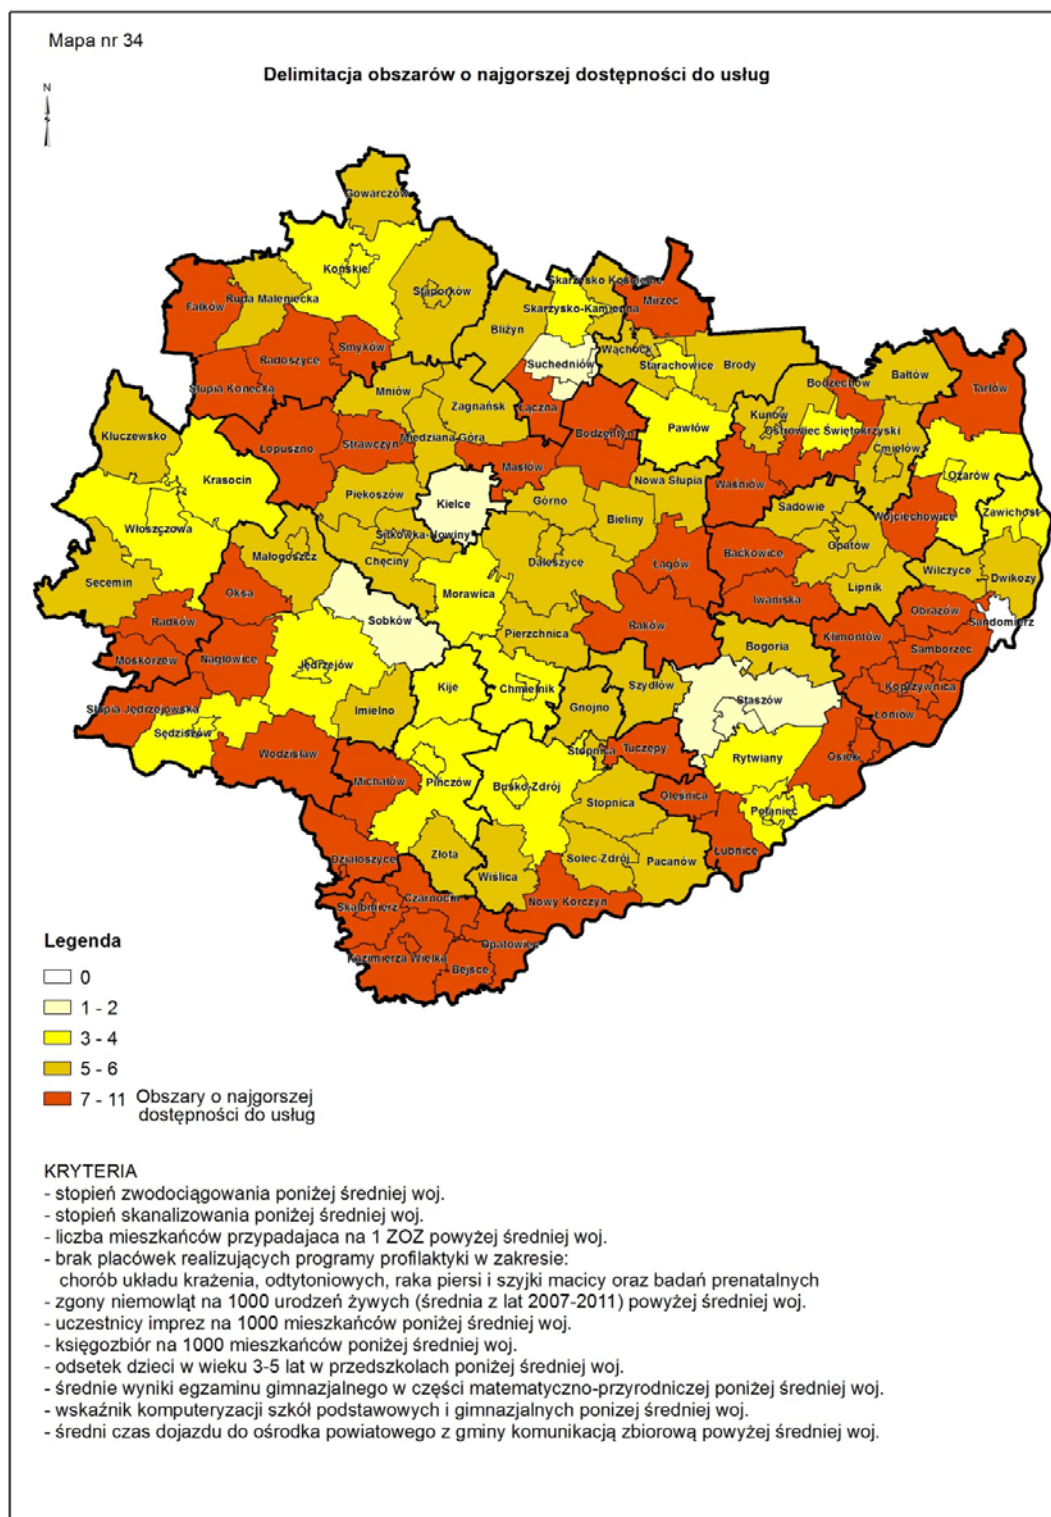 Mapa nr 34
Delimitacja obszarów o najgorszej dostępności do usług
N
Gowarczów
Końskie
Stąporków
Skarżysko Kościelne
Skarżysko-Kamienna
Mirzec
Fałków
Ruda Maleniecka
Bliżyn
Radoszyce
Smyków
Suchedniów
Wąchock
Starachowice
Brody
Bodzechów
Bałtów
Tarłów
Słupia Konecka
Mniów
Zagnańsk
Łączna
Kunów
Ostrowiec Świętokrzyski
Kluczewsko
Łopuszno
Strawczyn
Miedziana Góra
Bodzentyn
Pawłów
Ćmielów
Krasocin
Masłów
Ożarów
Piekoszów
Kielce
Górno
Nowa Słupia
Waśniów
Włoszczowa
Sitkówka-Nowiny
Bieliny
Sadowie
Wojciechowice
Zawichost
Małogoszcz
Chęciny
Daleszyce
Opatów
Secemin
Oksa
Morawica
Łagów
Baćkowice
Lipnik
Wilczyce
Dwikozy
Iwaniska
Radków
Sobków
Raków
Obrazów
Sandomierz
Pierzchnica
Klimontów
Moskorzew
Nagłowice
Jędrzejów
Bogoria
Samborzec
Kije
Chmielnik
Szydłów
Koprzywnica
Słupia Jędrzejowska
Imielno
Gnojno
Staszów
Łoniów
Sędziszów
Wodzisław
Stopnica
Tuczępy
Rytwiany
Osiek
Michałów
Pińczów
Busko-Zdrój
Stopnica
Oleśnica
Połaniec
Działoszyce
Złota
Wiślica
Solec-Zdrój
Pacanów
Łubnice
Skalbmierz
Czarnocin
Nowy Korczyn
Kazimierza Wielka
Opatowiec
Bejsce
Legenda
0
1 - 2
3 - 4
5 - 6
7 - 11 Obszary o najgorszej
dostępności do usług
KRYTERIA
- stopień zwodociągowania poniżej średniej woj.
- stopień skanalizowania poniżej średniej woj.
- liczba mieszkańców przypadajaca na 1 ZOZ powyżej średniej woj.
- brak placówek realizujących programy profilaktyki w zakresie:
chorób układu krażenia, odtytoniowych, raka piersi i szyjki macicy oraz badań prenatalnych
- zgony niemowląt na 1000 urodzeń żywych (średnia z lat 2007-2011) powyżej średniej woj.
- uczestnicy imprez na 1000 mieszkańców poniżej średniej woj.
- księgozbiór na 1000 mieszkańców poniżej średniej woj.
- odsetek dzieci w wieku 3-5 lat w przedszkolach poniżej średniej woj.
- średnie wyniki egzaminu gimnazjalnego w części matematyczno-przyrodniczej poniżej średniej woj.
- wskaźnik komputeryzacji szkół podstawowych i gimnazjalnych ponizej średniej woj.
- średni czas dojazdu do ośrodka powiatowego z gminy komunikacją zbiorową powyżej średniej woj.